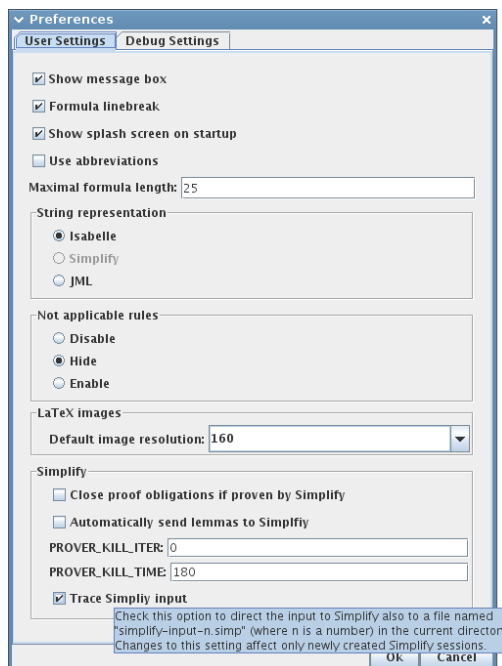 Preferences
User Settings Debug Settings
Show message box
Formula linebreak
Show splash screen on startup
Use abbreviations
Maximal formula length: 25
String representation
Isabelle
Simplify
JML
Not applicable rules
Disable
Hide
Enable
LaTeX images
Default image resolution: 160
Simplify
Close proof obligations if proven by Simplify
Automatically send lemmas to Simplfiy
PROVER_KILL_ITER: 0
PROVER_KILL_TIME: 180
Trace Simpliy input
Check this option to direct the input to Simplify also to a file named
"simplify-input-n.simp" (where n is a number) in the current director
Changes to this setting affect only newly created Simplify sessions.
Ok Cancel